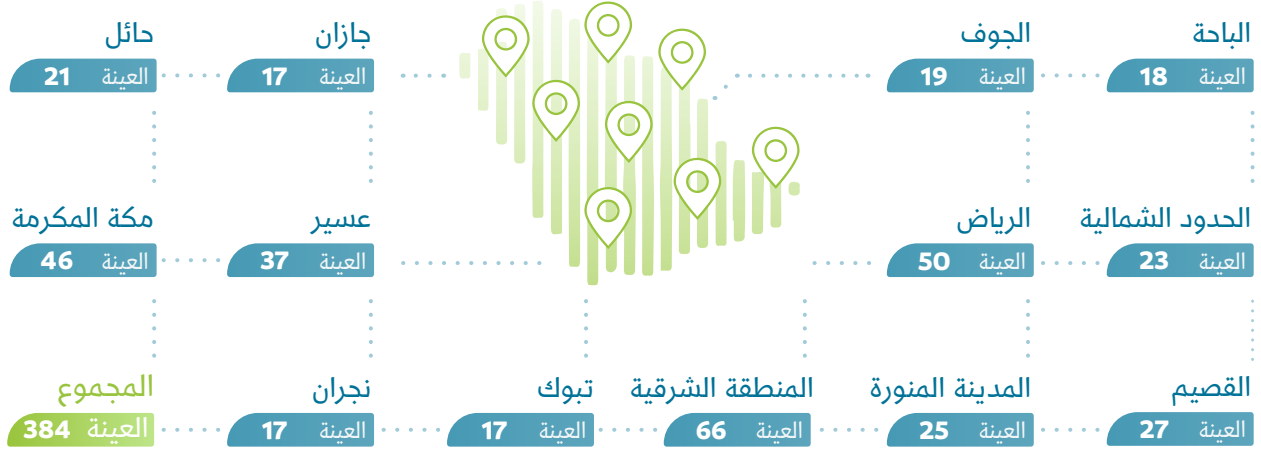 الباحة
العينة 18
الجوف
العينة 19
جازان
العينة 17
حائل
العينة 21
الحدود الشمالية
العينة 23
الرياض
العينة 50
عسير
العينة 37
مكة المكرمة
العينة 46
القصيم
العينة 27
المدينة المنورة
العينة 25
المنطقة الشرقية
العينة 66
تبوك
العينة 17
نجران
العينة 17
المجموع
العينة 384